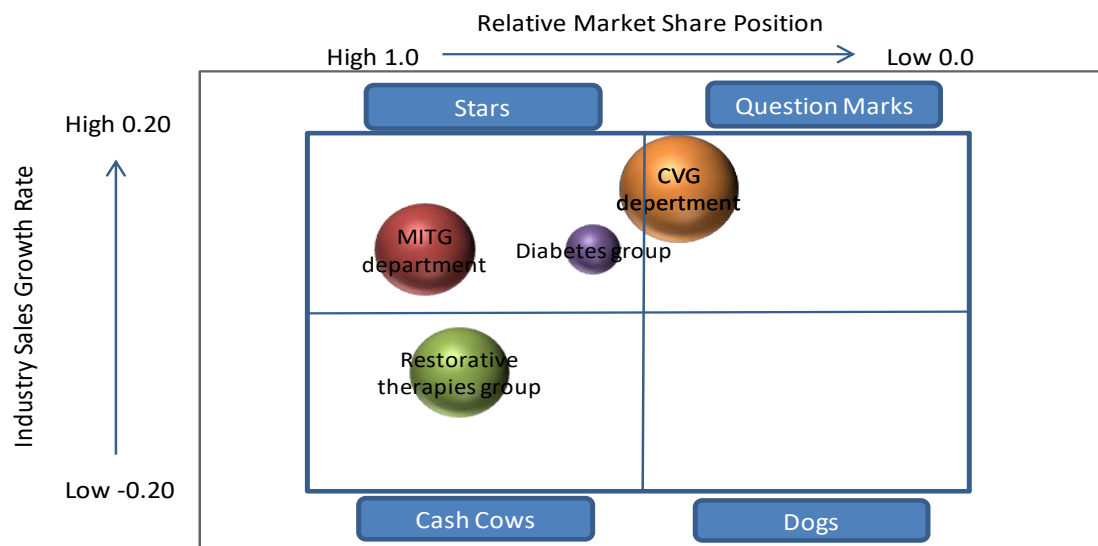 Relative Market Share Position
High 1.0
Low 0.0
Stars
Question Marks
High 0.20
Industry Sales Growth Rate
CVG
depertment
MITG
department
Diabetes group
Restorative
therapies group
Low -0.20
Cash Cows
Dogs